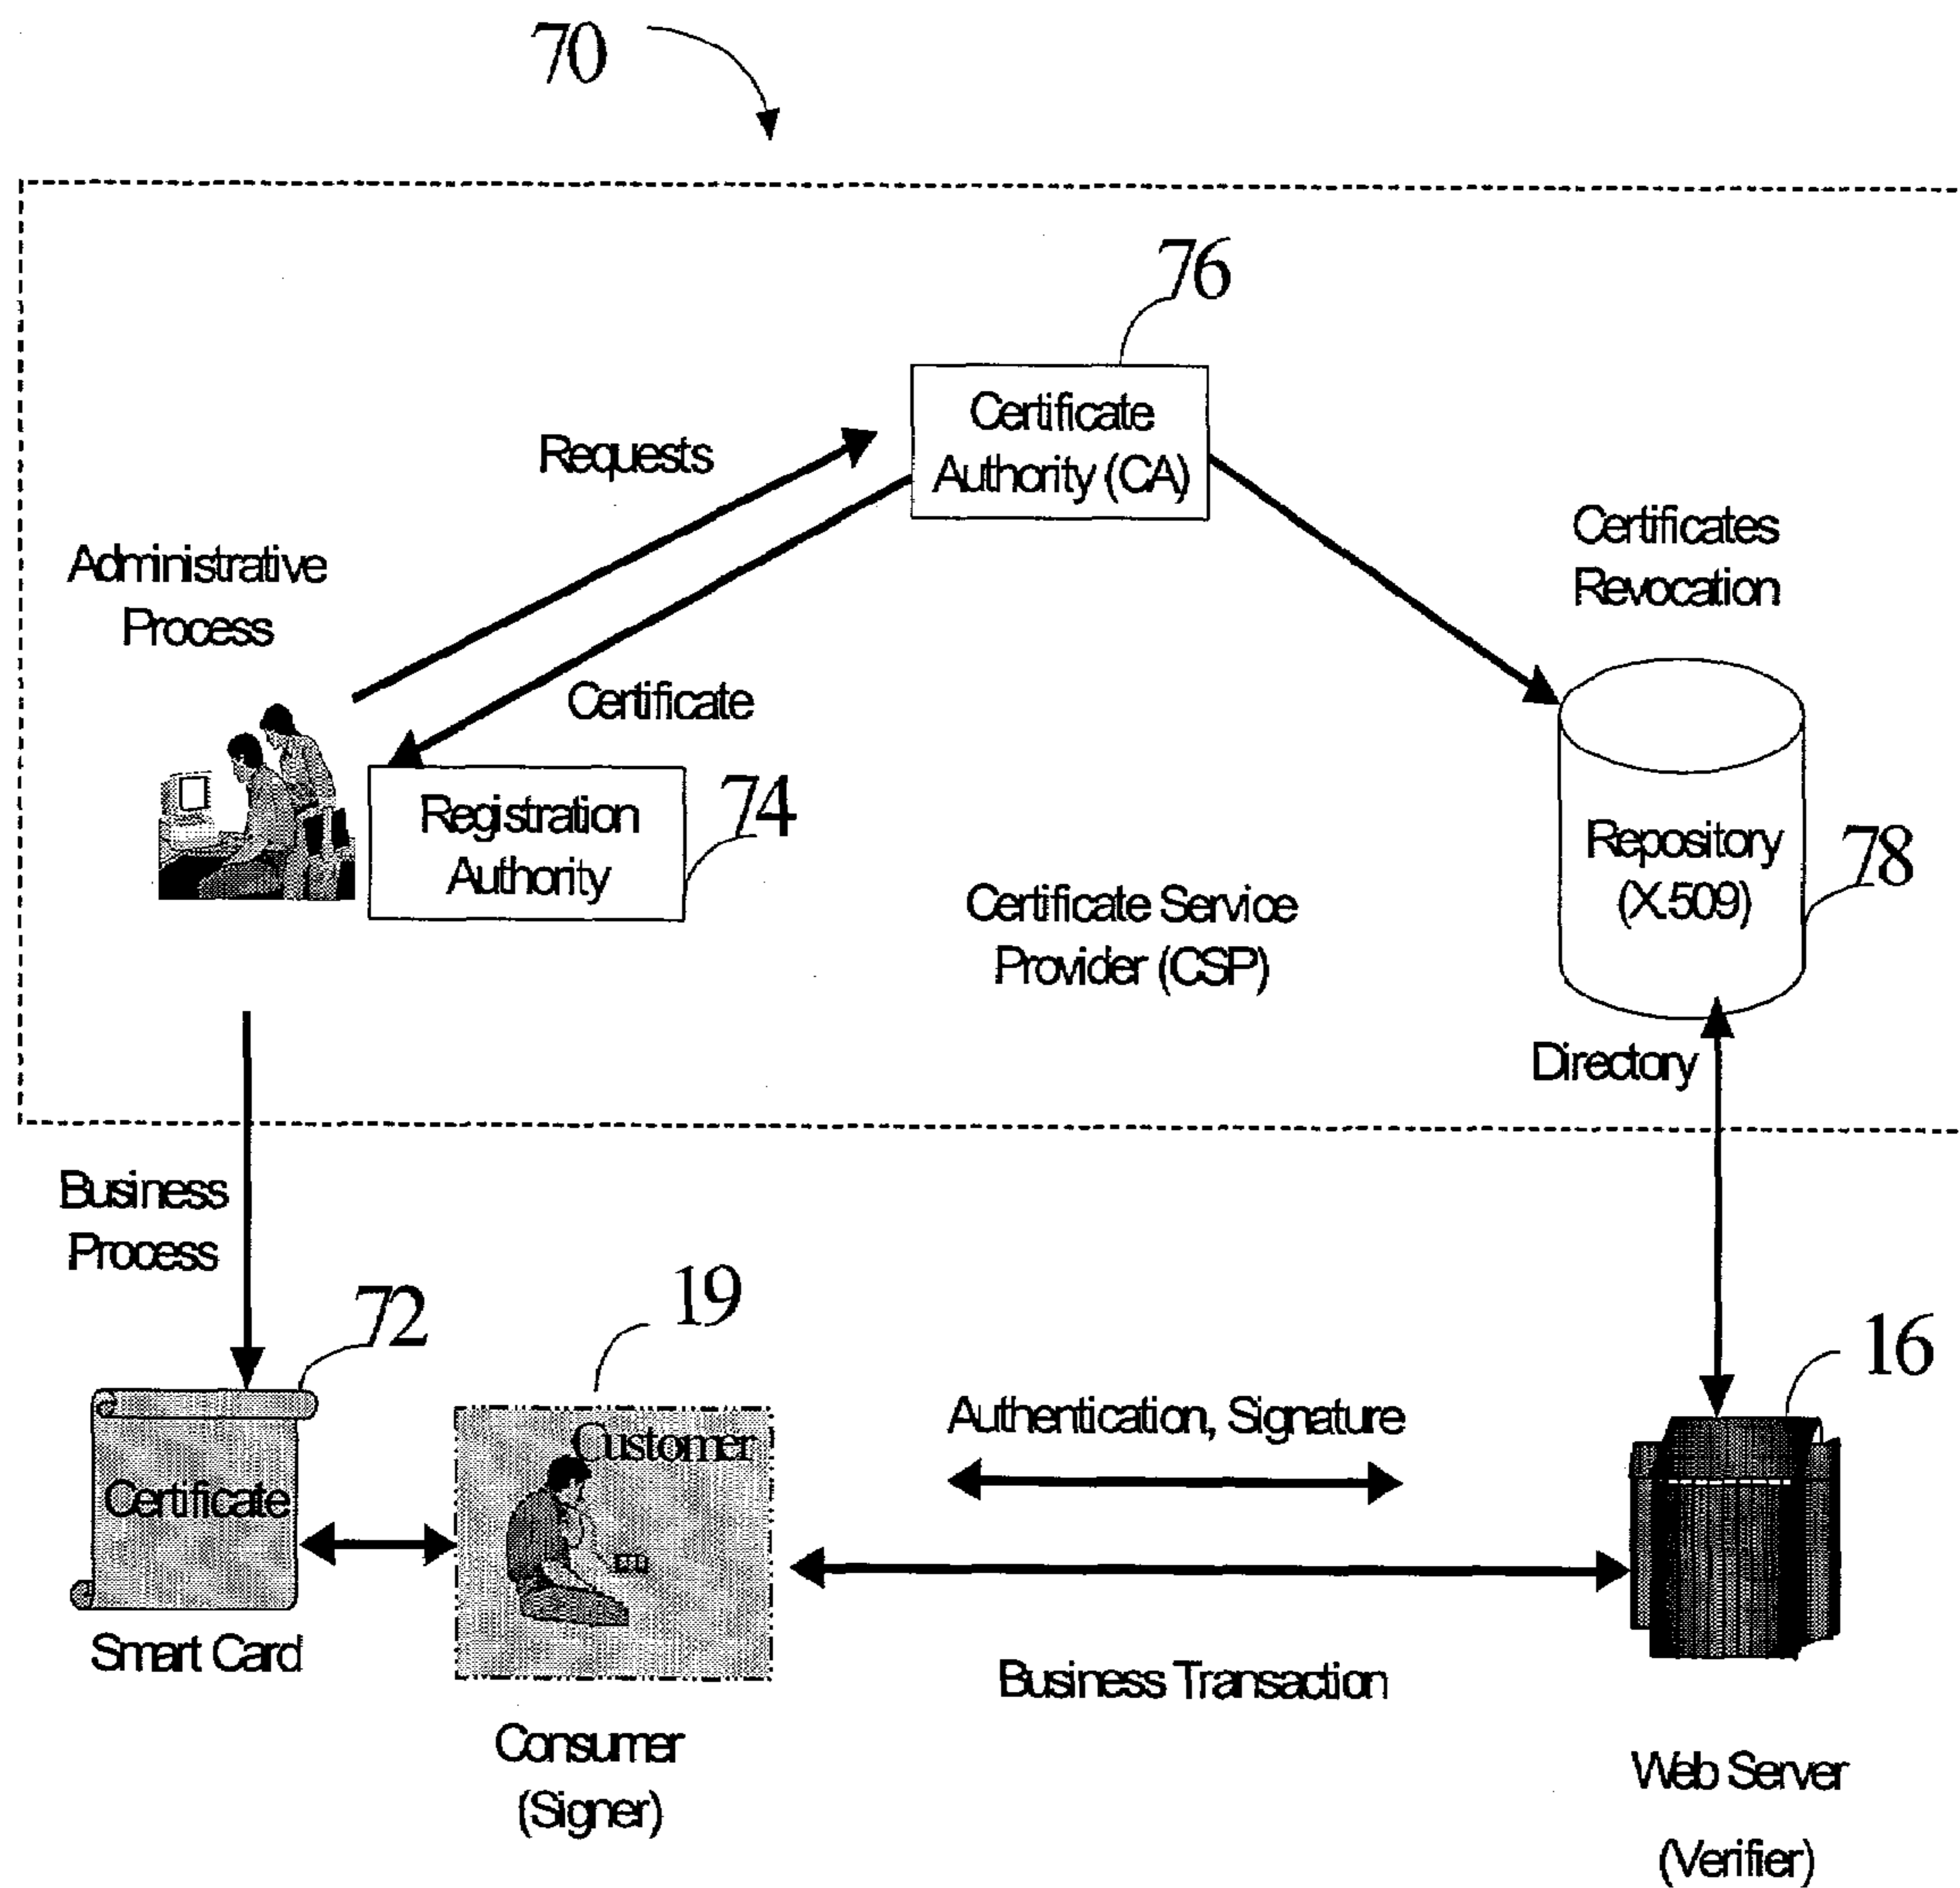 70
76
Certificate
Authority (CA)
Requests
Certificates
Revocation
Administrative
Process
Certificate
Registration
Authority
74
Repository
(X.509)
78
Certificate Service
Provider (CSP)
Directory
Business
Process
72
19
16
Certificate
Customer
Authentication, Signature
Smart Card
Business Transaction
Consumer
(Signer)
Web Server
(Verifier)